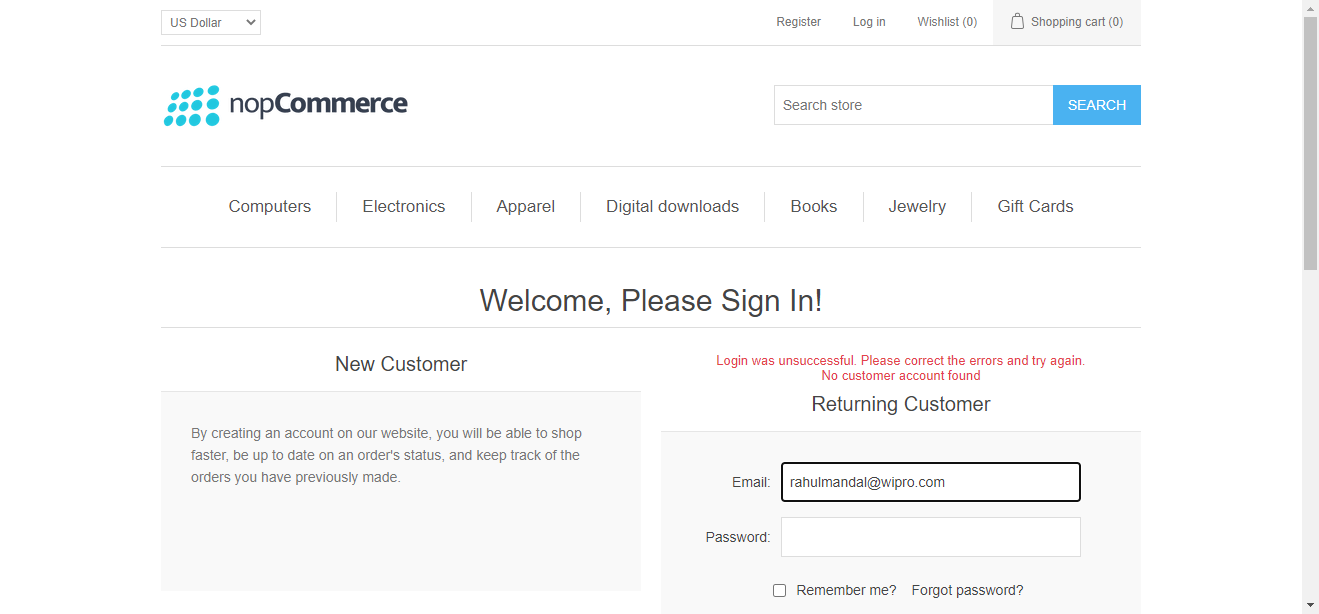 US Dollar
Register
Log in
Wishlist (0)
Shopping cart (0)
nopCommerce
Search store
SEARCH
Computers
Electronics
Apparel
Digital downloads
Books
Jewelry
Gift Cards
Welcome, Please Sign In!
New Customer
By creating an account on our website, you will be able to shop
faster, be up to date on an order's status, and keep track of the
orders you have previously made.
Login was unsuccessful. Please correct the errors and try again.
No customer account found
Returning Customer
Email:
rahulmandal@wipro.com
Password:
Remember me?
Forgot password?